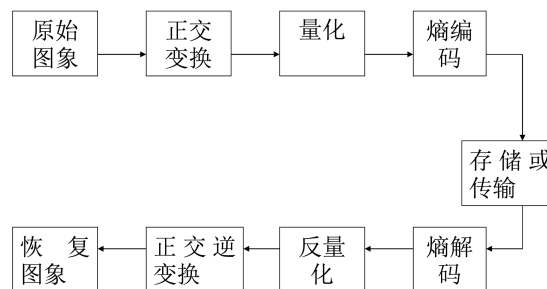 原始
图象
正交
变换
量化
熵编
码
存储或
传输
恢复
图象
正交逆
变换
反量
化
熵解
码